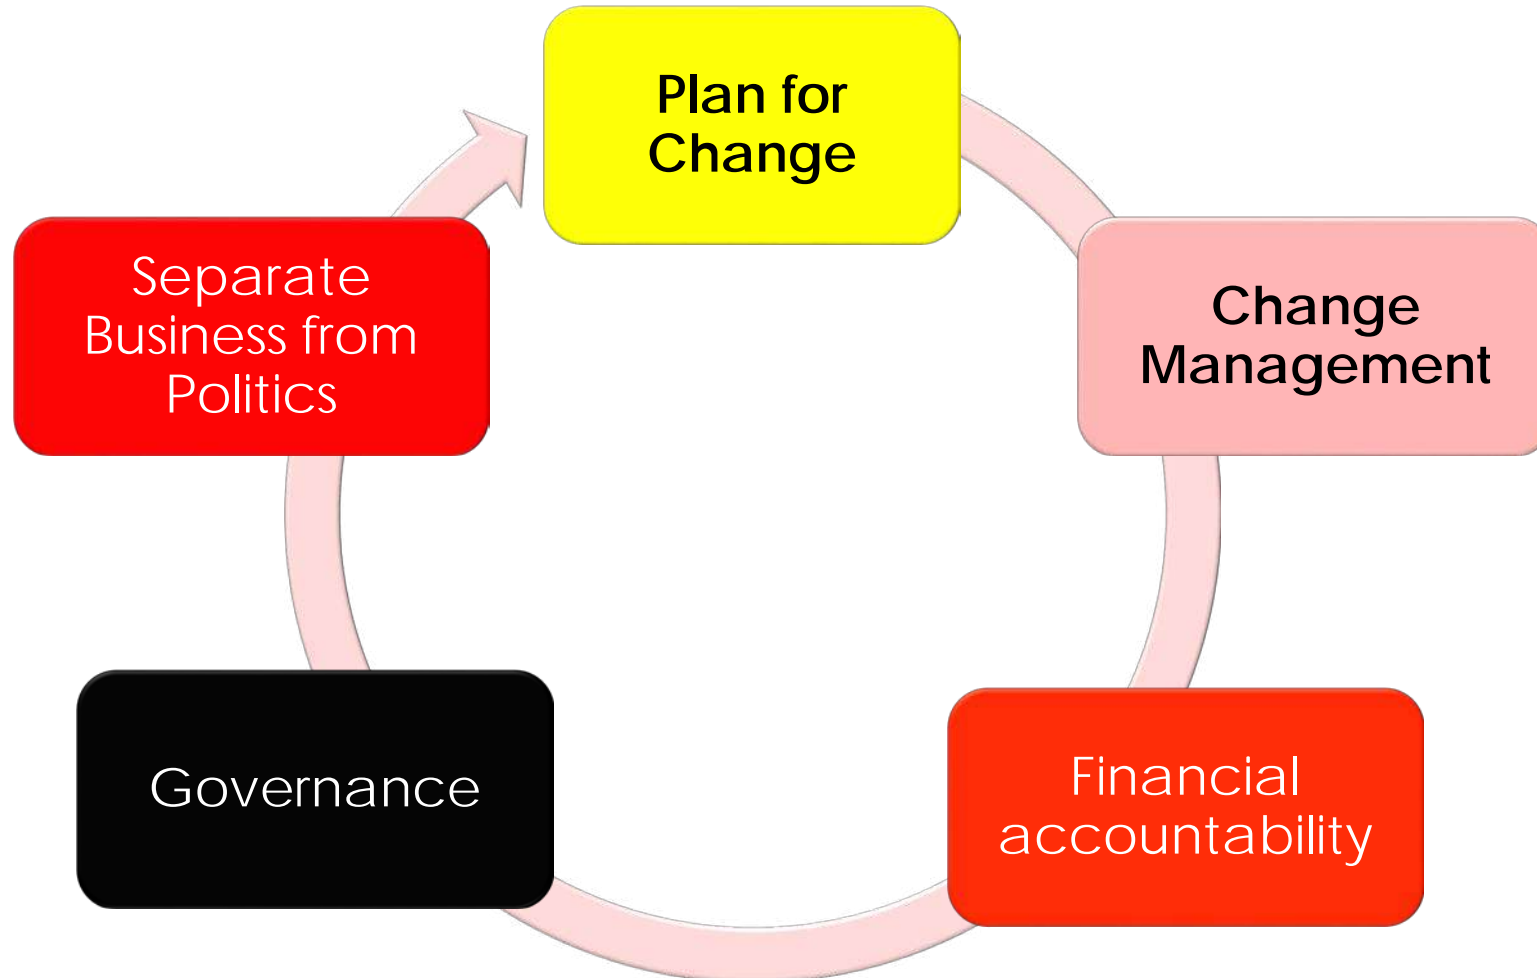 Plan for
Change
Change
Management
Financial
accountability
Governance
Separate
Business from
Politics